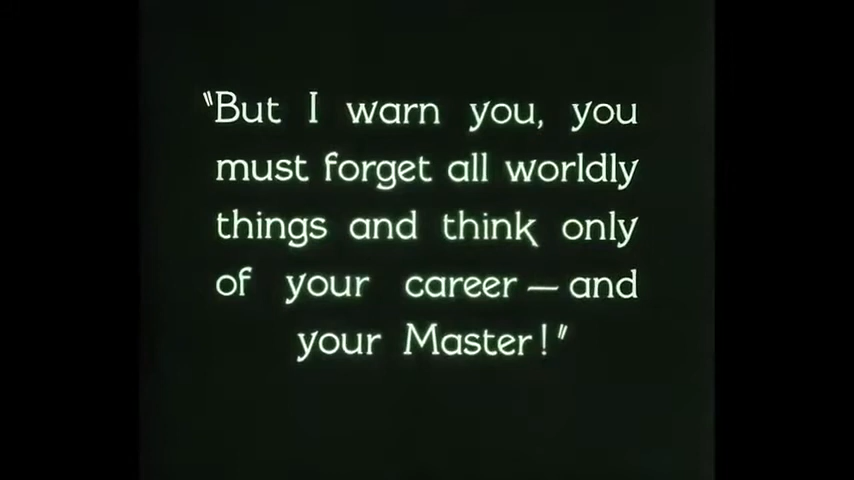 "But I warn you, you
must forget all worldly
things and think only
of your career — and
your Master!"